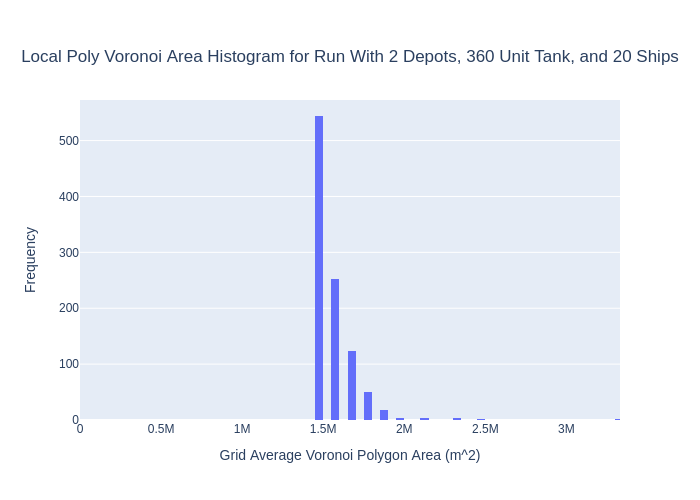 Local Poly Voronoi Area Histogram for Run With 2 Depots, 360 Unit Tank, and 20 Ships
500
400
300
200
100
0
Frequency
0 0.5M 1M 1.5M 2M 2.5M 3M
Grid Average Voronoi Polygon Area (m^2)